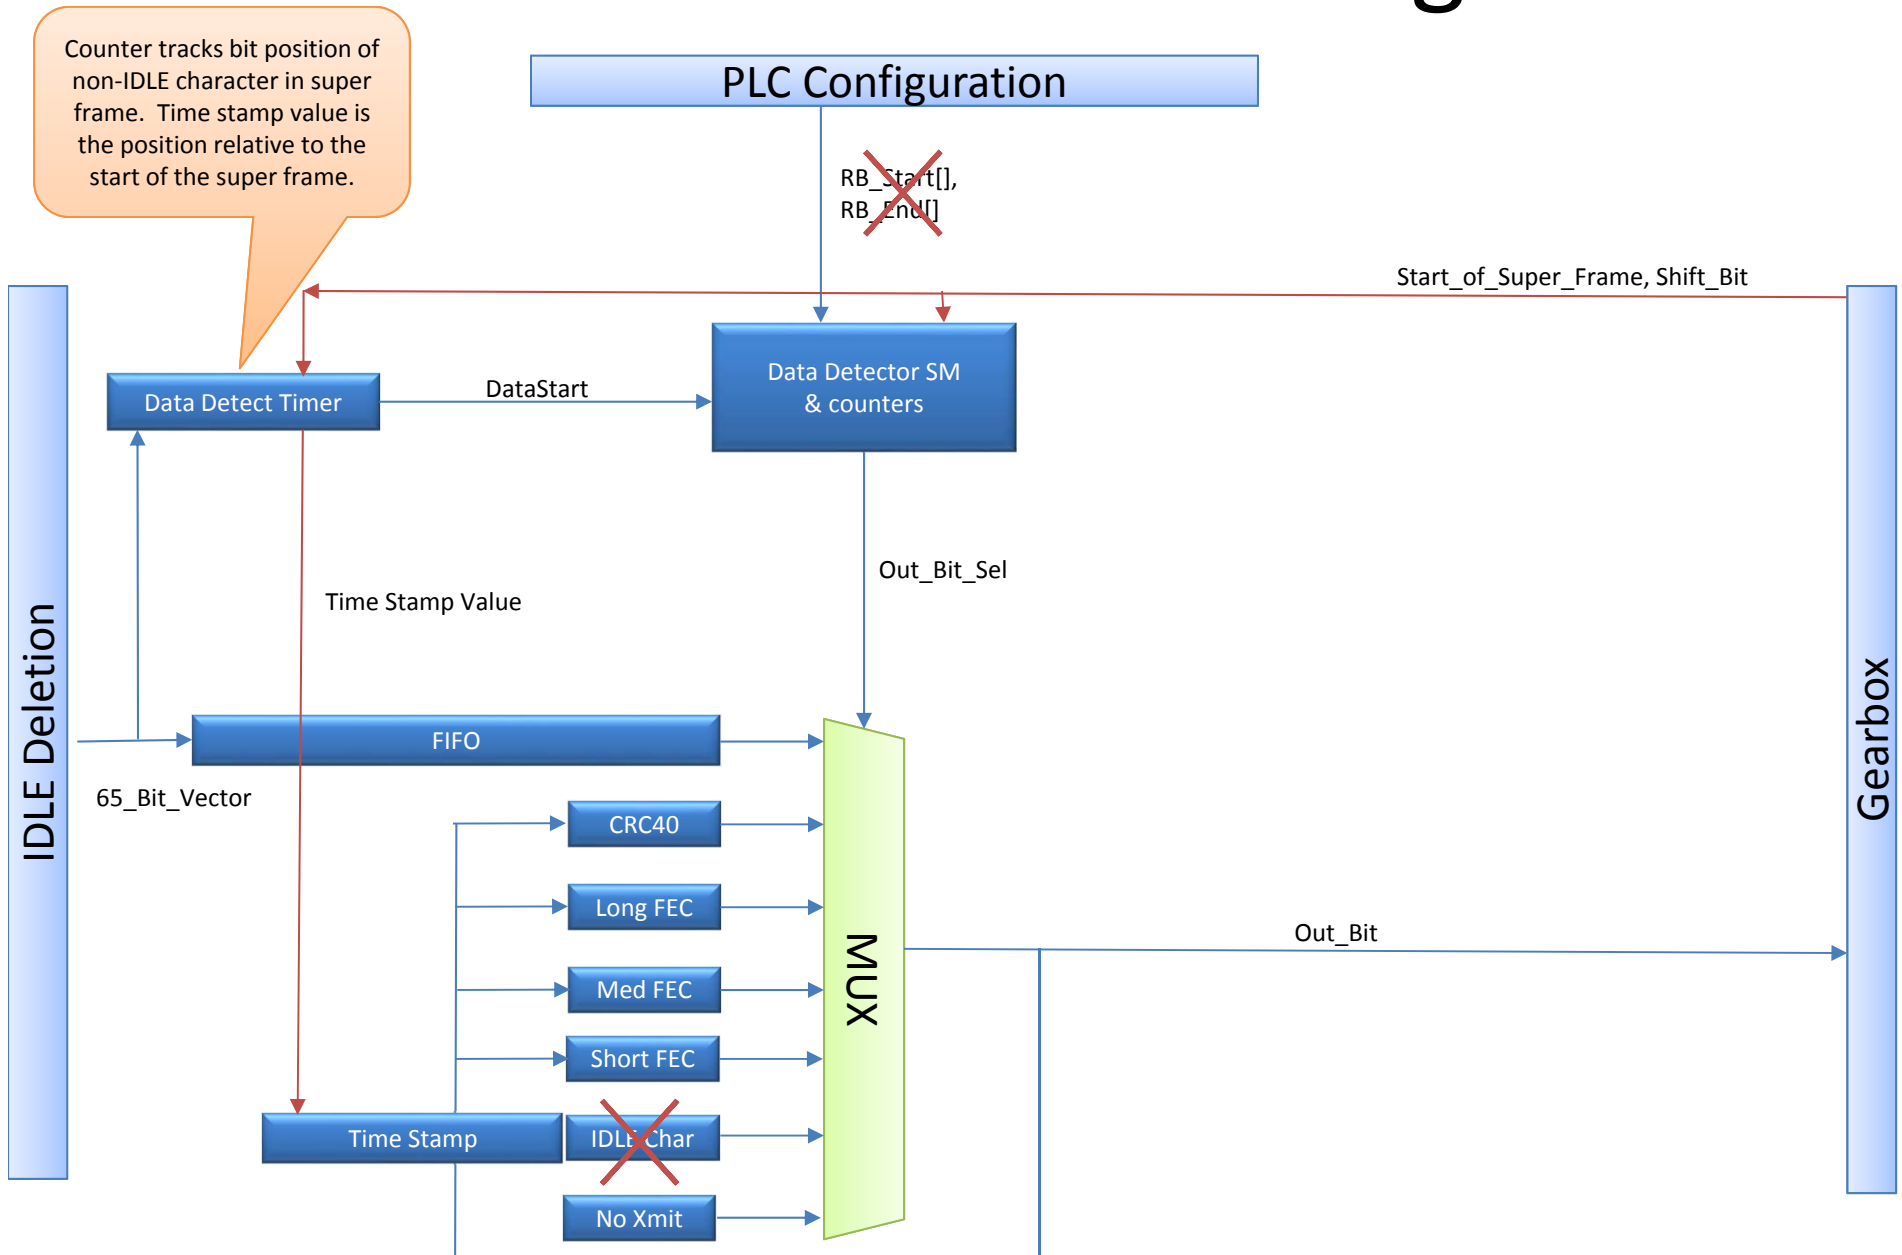 g
Counter tracks bit position of
non-IDLE character in super
frame. Time stamp value is
the position relative to the
start of the super frame.
PLC Configuration
RB_Start[],
RB_End[]
Start_of_Super_Frame, Shift_Bit
Data Detect Timer
DataStart
Data Detector SM
& counters
Out_Bit_Sel
Time Stamp Value
IDLE Deletion
FIFO
65_Bit_Vector
CRC40
Long FEC
Med FEC
Short FEC
Time Stamp
IDLE Char
No Xmit
MUX
Out_Bit
Gearbox